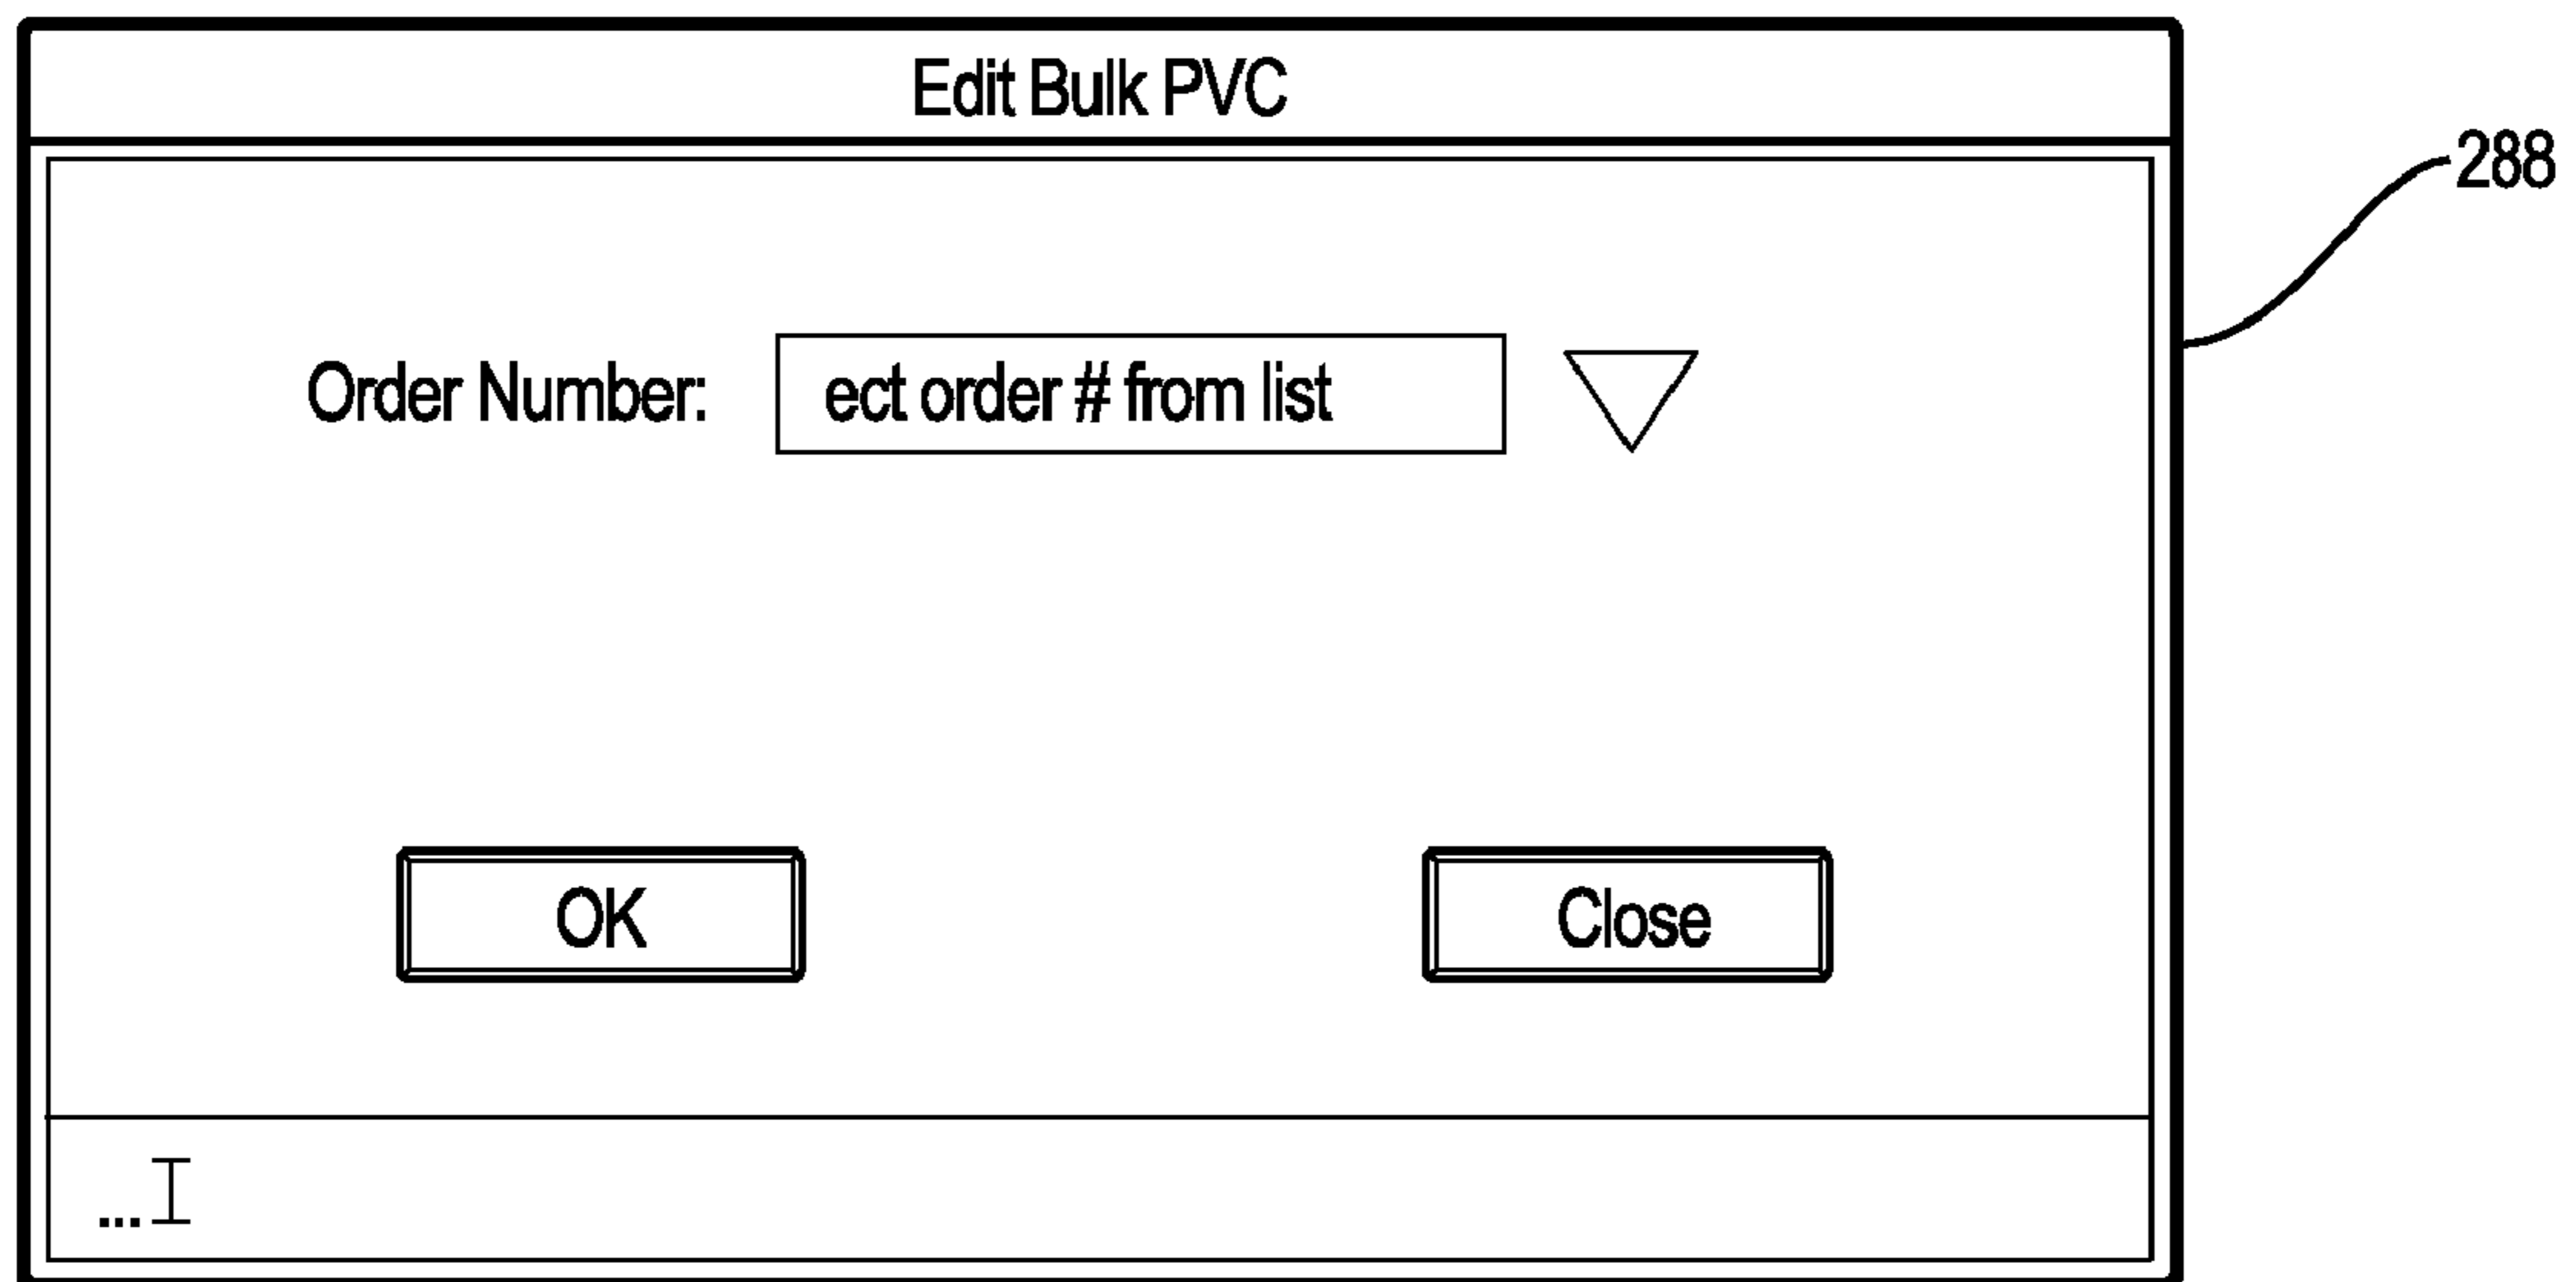 Edit Bulk PVC
288
Order Number: ect order # from list
OK Close
...